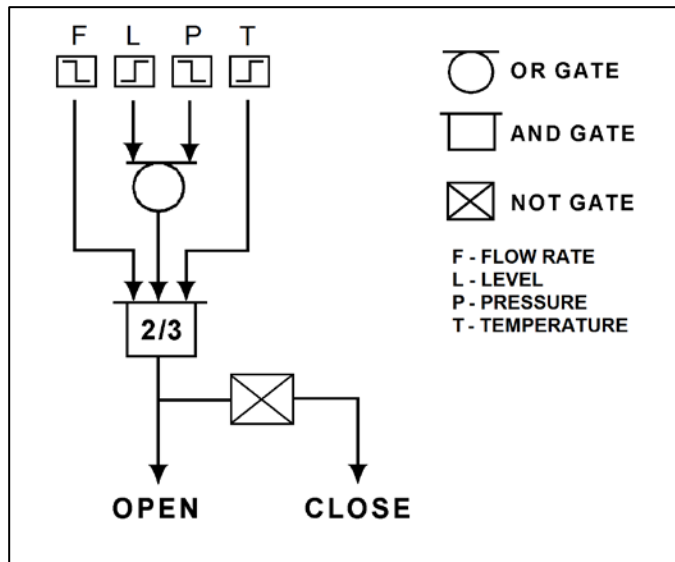 F L P T
OR GATE
AND GATE
NOT GATE
F - FLOW RATE
L - LEVEL
P - PRESSURE
T - TEMPERATURE
2/3
OPEN CLOSE